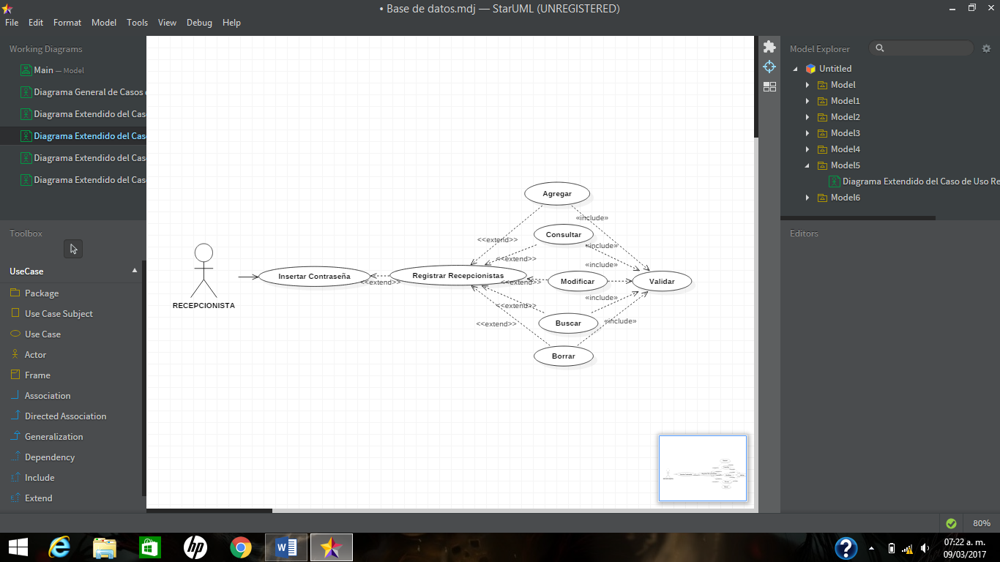 • Base de datos.mdj — StarUML (UNREGISTERED)
File Edit Format Model Tools View Debug Help
Working Diagrams
Main — Model
Diagrama General de Casos
Diagrama Extendido del Cas
Diagrama Extendido del Cas
Diagrama Extendido del Cas
Diagrama Extendido del Cas
Toolbox
UseCase
Package
Use Case Subject
Use Case
Actor
Frame
Association
Directed Association
Generalization
Dependency
Include
Extend
RECEPCIONISTA
Insertar Contraseña
<<extend>>
Registrar Recepcionistas
Agregar
«include»
<<extend>>
Consultar
«include»
<<extend>>
«include»
Modificar
<<extend>>
Validar
«include»
<<extend>>
Buscar
«include»
<<extend>>
Borrar
Model Explorer
Untitled
Model
Model1
Model2
Model3
Model4
Model5
Diagrama Extendido del Caso de Uso Re
Model6
Editors
80%
hp
W
?
07:22 a. m.
09/03/2017